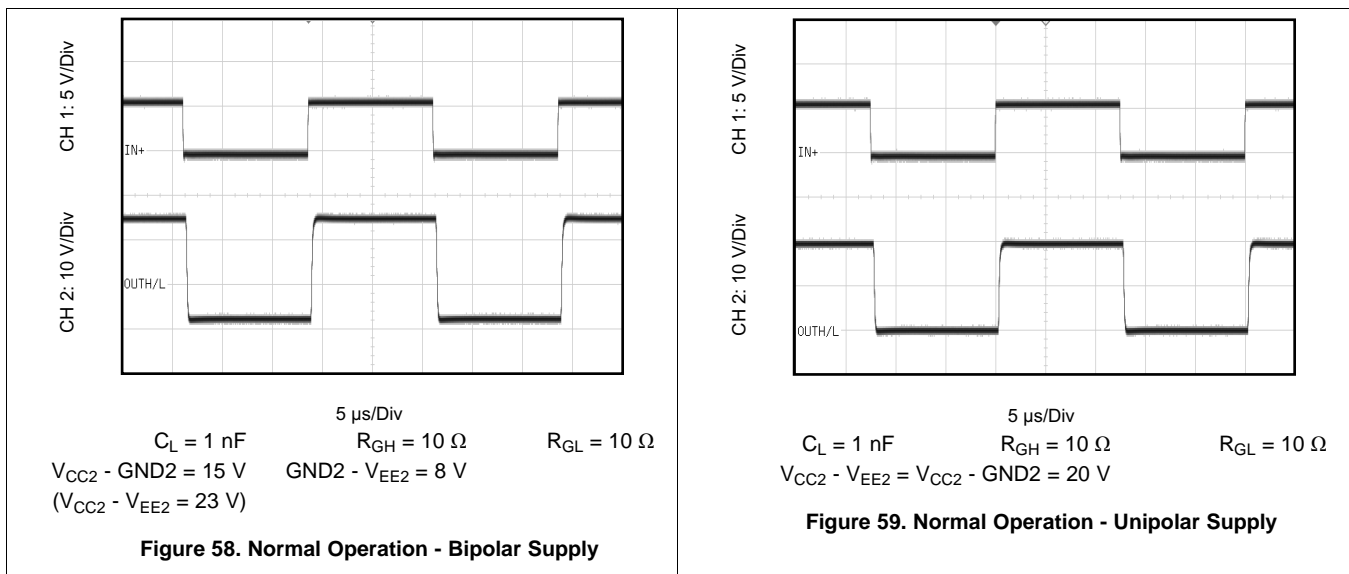 CH 1: 5 V/Div
IN+
CH 2: 10 V/Div
OUTH/L
5 µs/Div
C_L = 1 nF R_GH = 10 Ω R_GL = 10 Ω
V_CC2 - GND2 = 15 V GND2 - V_EE2 = 8 V
(V_CC2 - V_EE2 = 23 V)
Figure 58. Normal Operation - Bipolar Supply
CH 1: 5 V/Div
IN+
CH 2: 10 V/Div
OUTH/L
5 µs/Div
C_L = 1 nF R_GH = 10 Ω R_GL = 10 Ω
V_CC2 - V_EE2 = V_CC2 - GND2 = 20 V
Figure 59. Normal Operation - Unipolar Supply